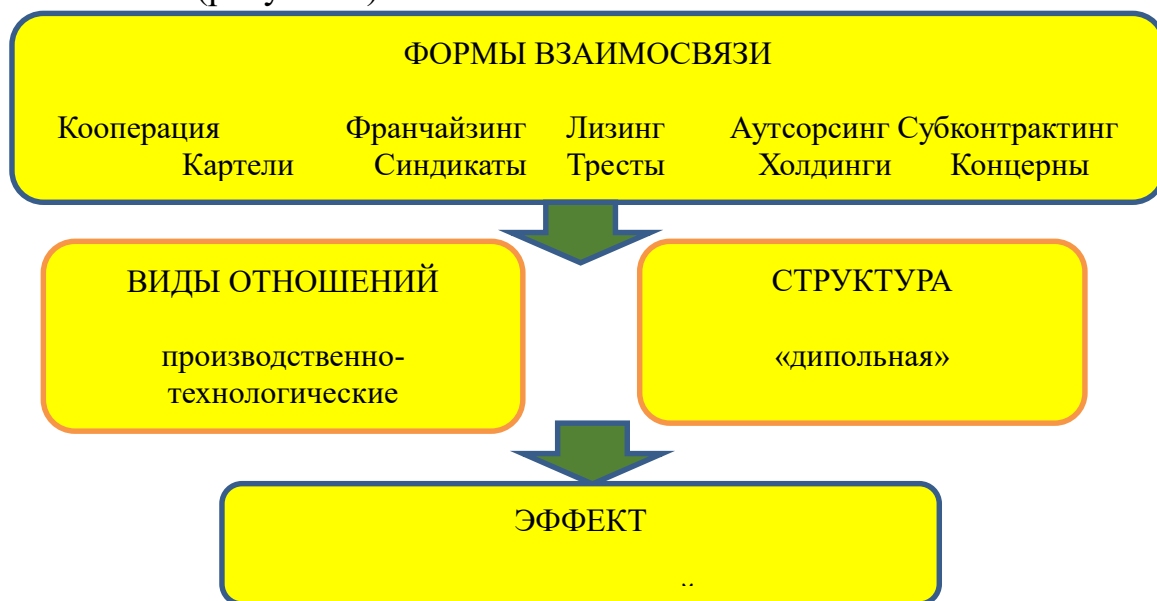 ФОРМЫ ВЗАИМОСВЯЗИ
Кооперация Франчайзинг Лизинг Аутсорсинг Субконтрактинг
Картели Синдикаты Тресты Холдинги Концерны
ВИДЫ ОТНОШЕНИЙ
производственно-
технологические
СТРУКТУРА
«дипольная»
ЭФФЕКТ